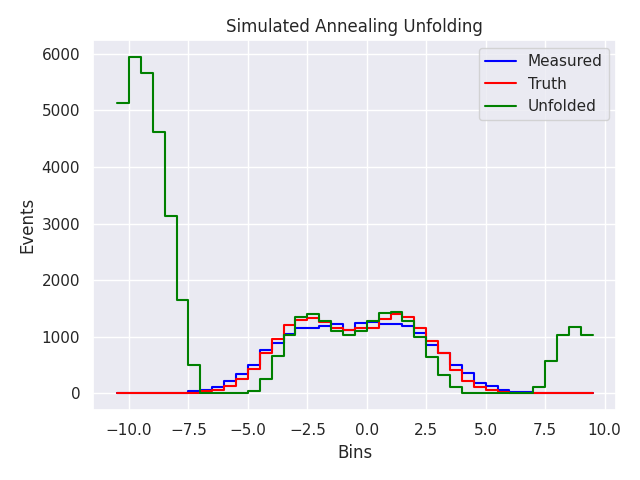 Simulated Annealing Unfolding
Measured
Truth
Unfolded
Events
6000
5000
4000
3000
2000
1000
0
−10.0 −7.5 −5.0 −2.5 0.0 2.5 5.0 7.5 10.0
Bins